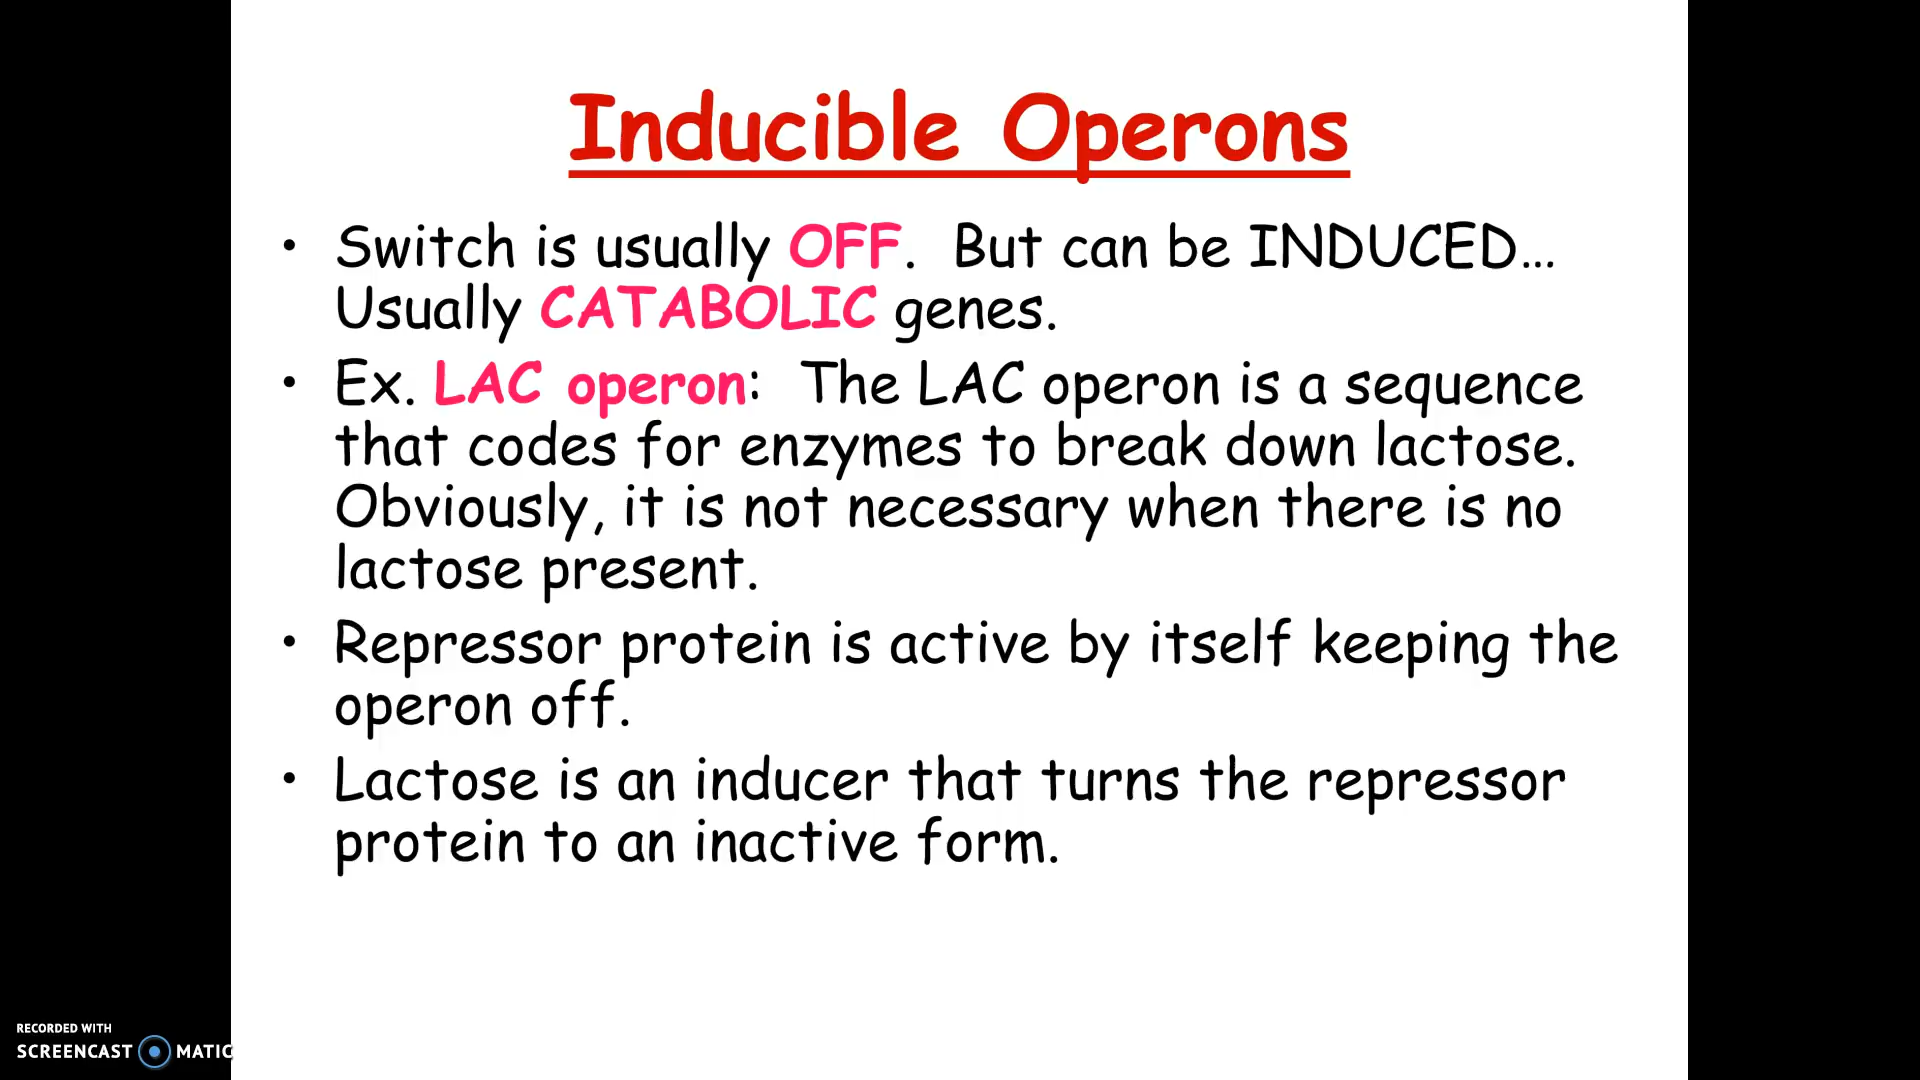 Inducible Operons
• Switch is usually OFF. But can be INDUCED…
Usually CATABOLIC genes.
• Ex. LAC operon: The LAC operon is a sequence
that codes for enzymes to break down lactose.
Obviously, it is not necessary when there is no
lactose present.
• Repressor protein is active by itself keeping the
operon off.
• Lactose is an inducer that turns the repressor
protein to an inactive form.
RECORDED WITH
SCREENCAST MATIC